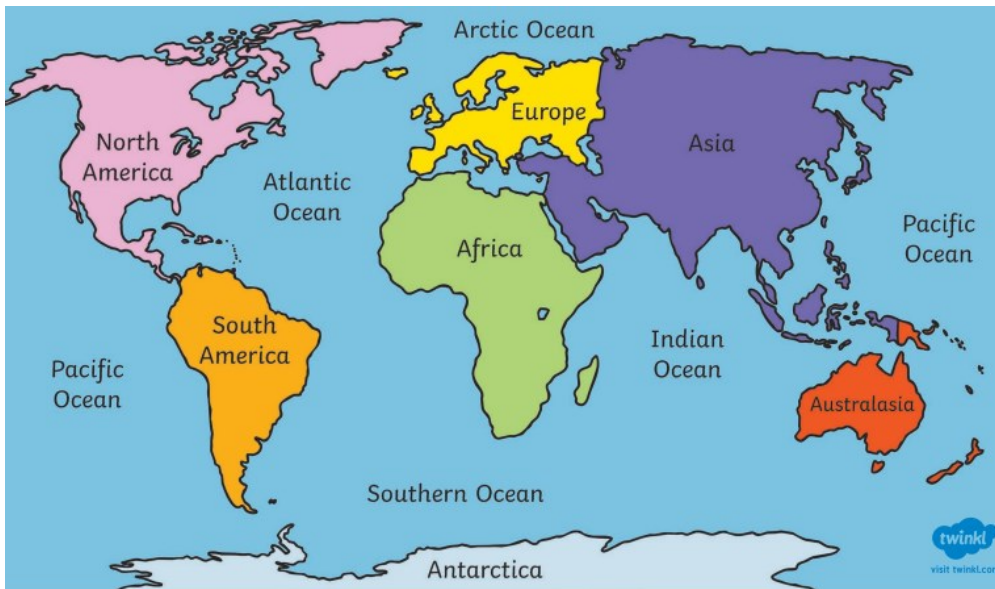 Arctic Ocean
North
America
Europe
Asia
Atlantic
Ocean
Africa
Pacific
Ocean
South
America
Indian
Ocean
Pacific
Ocean
Australasia
Southern Ocean
twinkl
visit twinkl.com
Antarctica